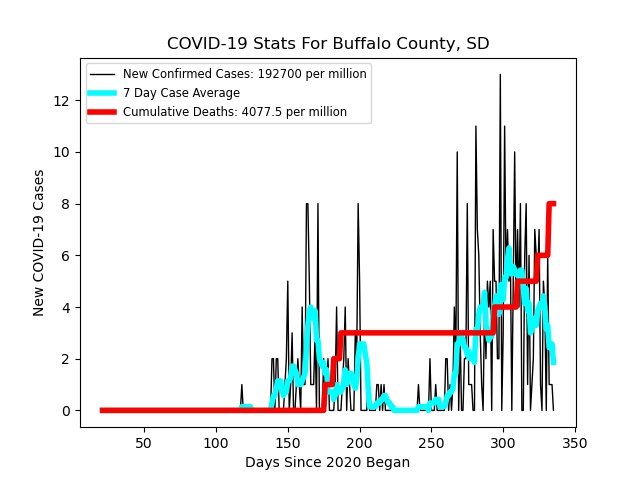 COVID-19 Stats For Buffalo County, SD
New Confirmed Cases: 192700 per million
7 Day Case Average
Cumulative Deaths: 4077.5 per million
New COVID-19 Cases
12
10
8
6
4
2
0
50 100 150 200 250 300 350
Days Since 2020 Began